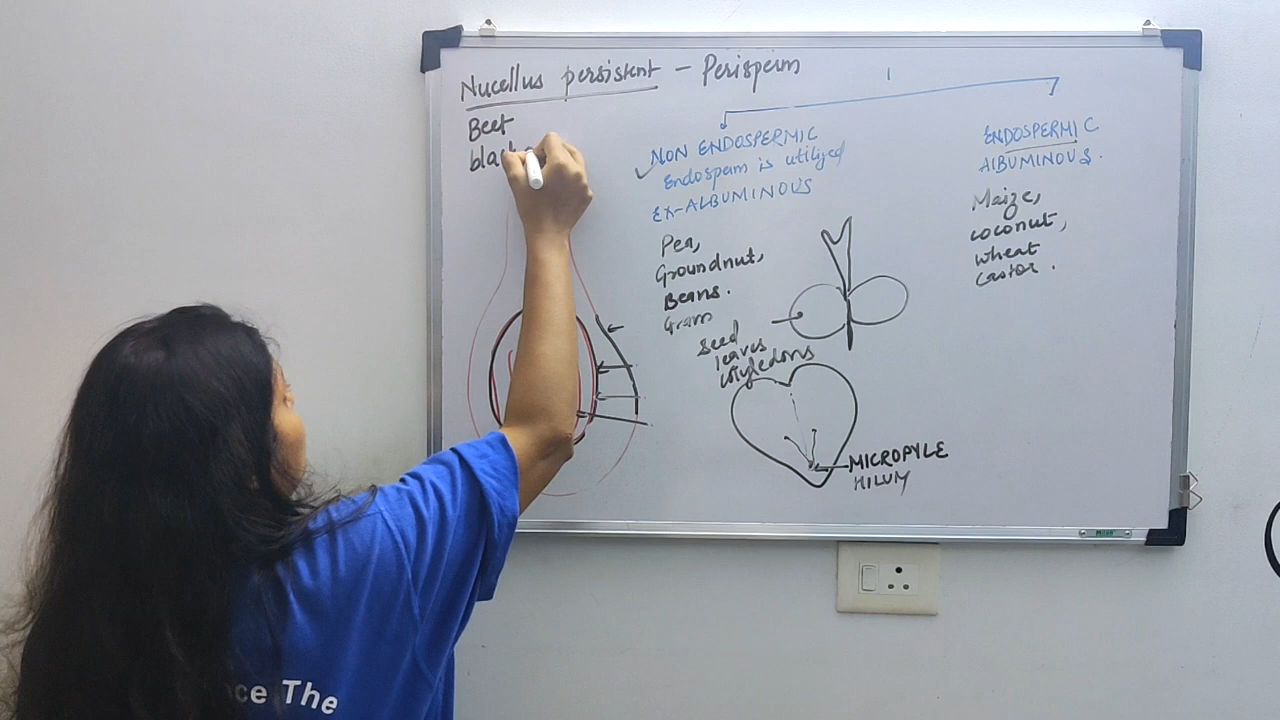 Nucellus persistent - Perisperm
Beet
NON ENDOSPERMIC
Endosperm is utilized
EX-ALBUMINOUS
Pea,
Groundnut,
Beans.
Gram
seed
leaves
cotyledons
MICROPYLE
HILUM
ENDOSPERMIC
AlBUMINOUS.
Maize,
coconut,
wheat
castor.
ce The